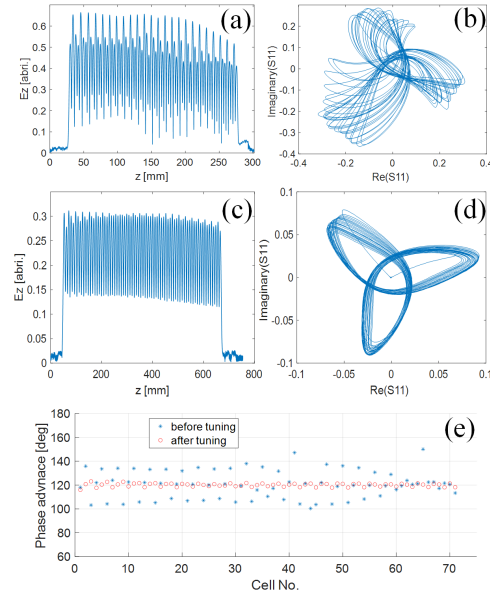 (a)
Ez [abri.]
0.6
0.5
0.4
0.3
0.2
0.1
0
0 50 100 150 200 250 300
z [mm]
(b)
Imaginary(S11)
0.2
0.1
0
-0.1
-0.2
-0.3
-0.4
-0.4 -0.2 0 0.2 0.4
Re(S11)
(c)
Ez [abri.]
0.3
0.25
0.2
0.15
0.1
0.05
0
0 200 400 600 800
z [mm]
(d)
Imaginary(S11)
0.1
0.05
0
-0.05
-0.1
-0.05 0 0.05 0.1
Re(S11)
(e)
Phase advnace [deg]
180
160
140
120
100
80
60
before tuning
after tuning
0 10 20 30 40 50 60 70
Cell No.